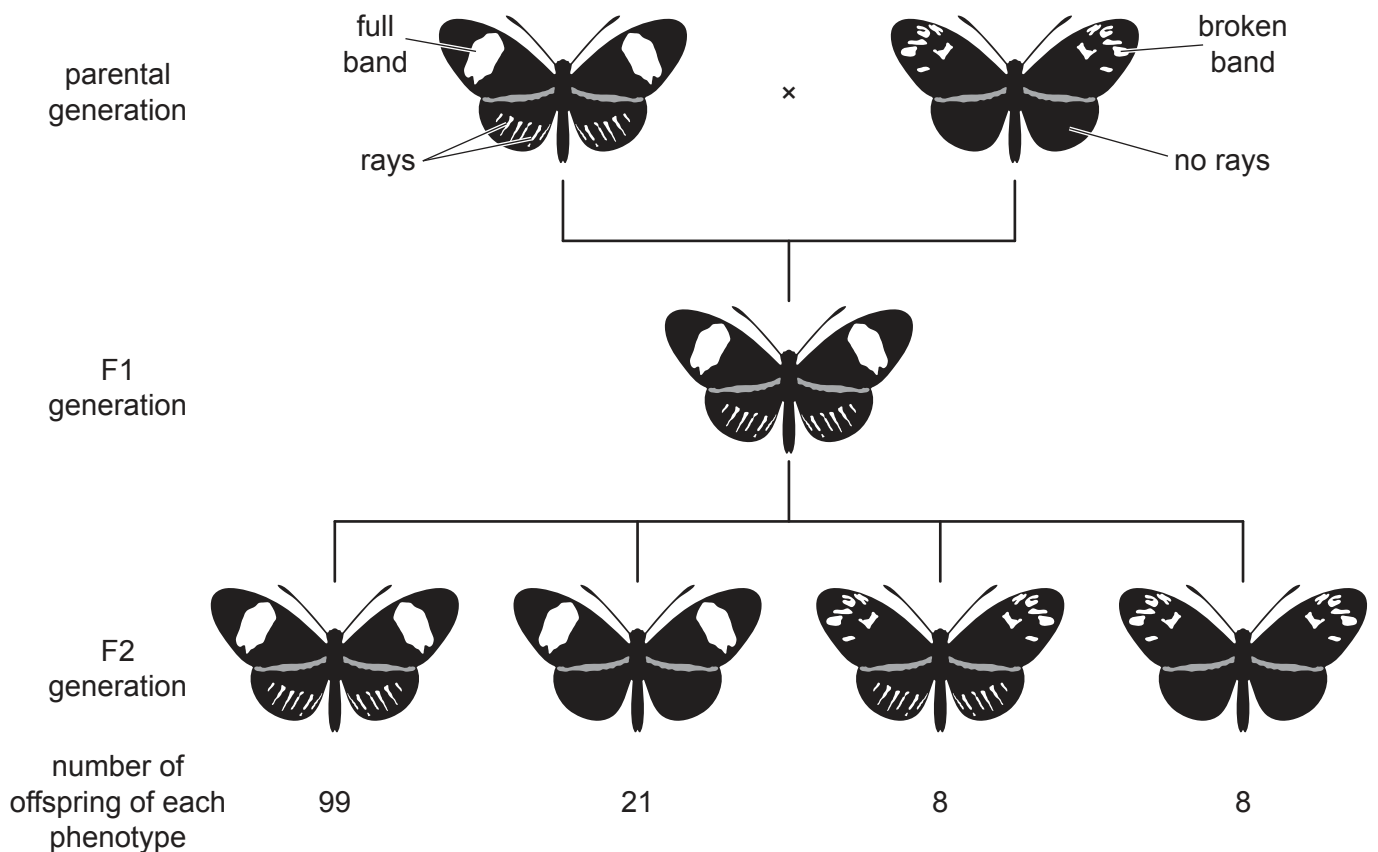 full
band
broken
band
parental
generation
×
rays
no rays
F1
generation
F2
generation
number of
offspring of each
phenotype
99
21
8
8